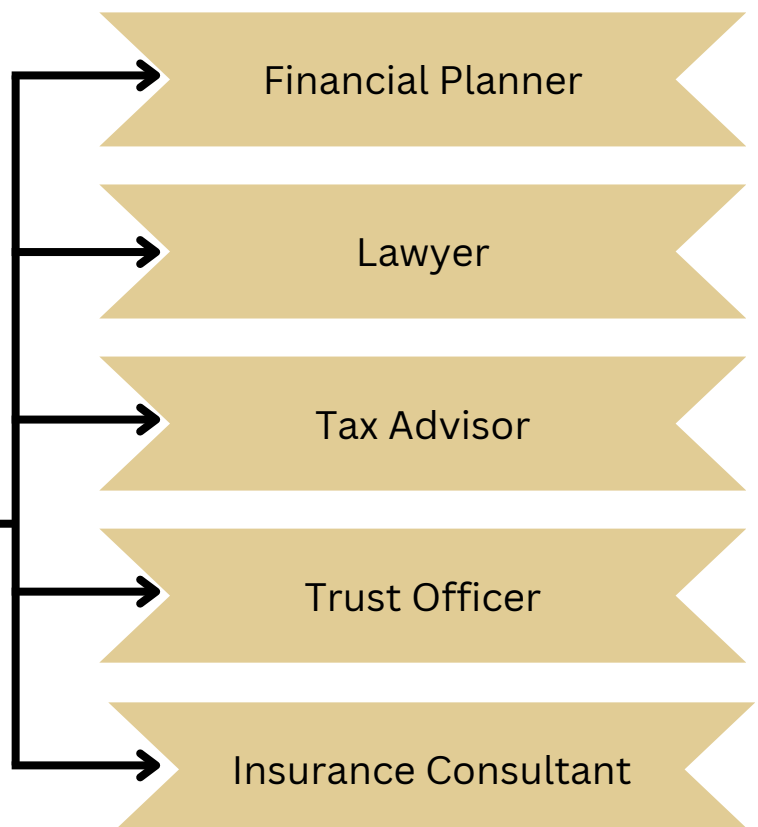 Financial Planner
Lawyer
Tax Advisor
Trust Officer
Insurance Consultant